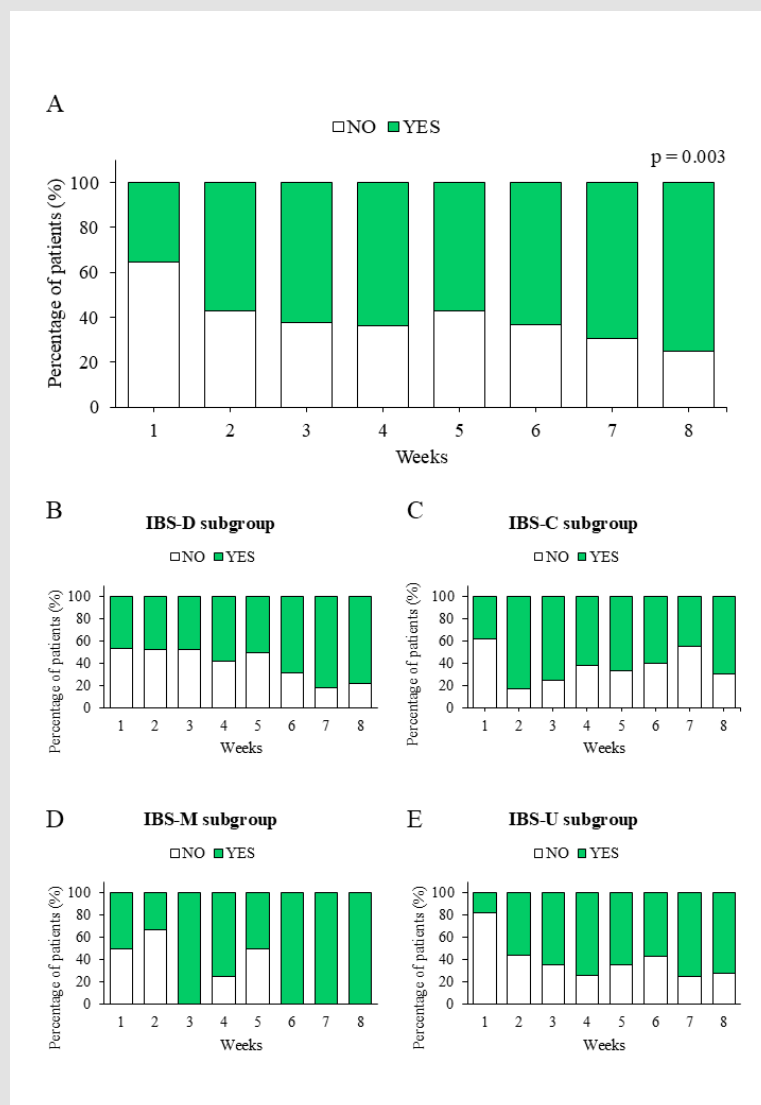 A
NO YES
p = 0.003
Percentage of patients (%)
100
80
60
40
20
0
1 2 3 4 5 6 7 8
Weeks
B
IBS-D subgroup
NO YES
Percentage of patients (%)
100
80
60
40
20
0
1 2 3 4 5 6 7 8
Weeks
C
IBS-C subgroup
NO YES
Percentage of patients (%)
100
80
60
40
20
0
1 2 3 4 5 6 7 8
Weeks
D
IBS-M subgroup
NO YES
Percentage of patients (%)
100
80
60
40
20
0
1 2 3 4 5 6 7 8
Weeks
E
IBS-U subgroup
NO YES
Percentage of patients (%)
100
80
60
40
20
0
1 2 3 4 5 6 7 8
Weeks